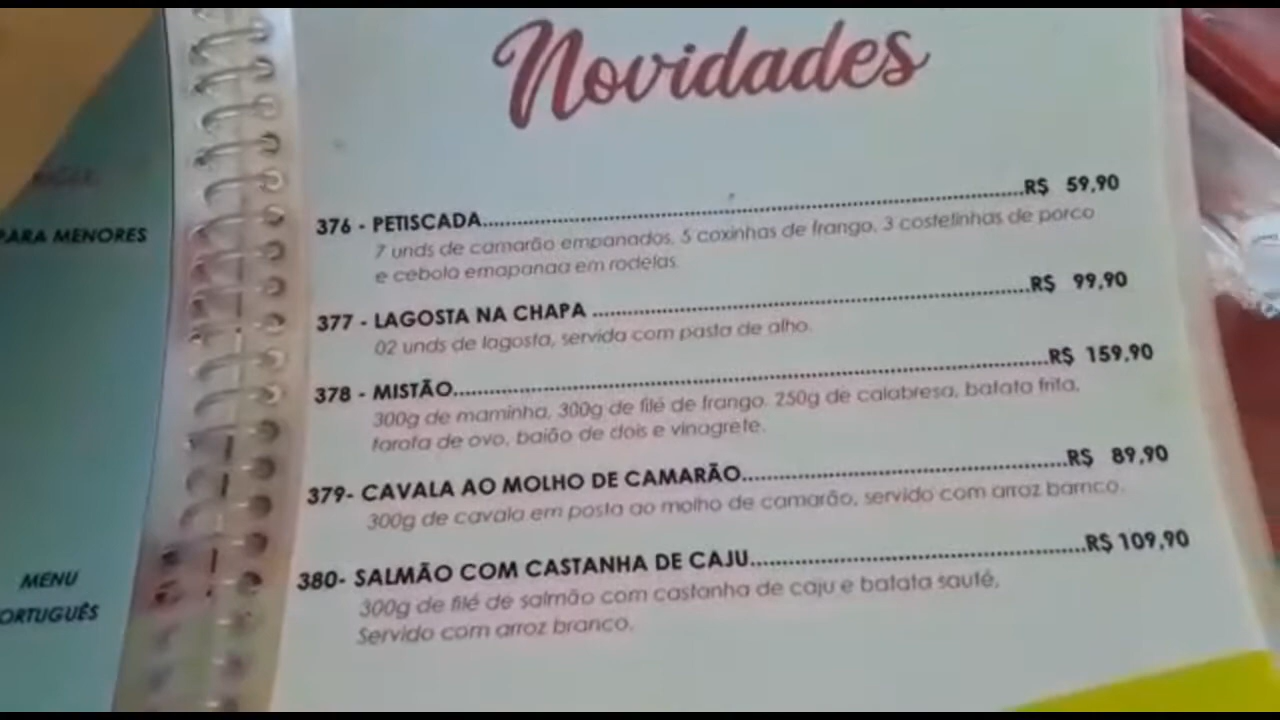 Novidades
376 - PETISCADA..........R$ 59,90
7 unds de camarão empanados, 5 coxinhas de frango, 3 costelinhas de porco
e cebola emapanaa em rodelas.
377 - LAGOSTA NA CHAPA ..........R$ 99,90
02 unds de lagosta, servida com pasta de alho.
378 - MISTÃO..........R$ 159,90
300g de maminha, 300g de filé de frango, 250g de calabresa, batata frita,
farofa de ovo, baião de dois e vinagrete.
379- CAVALA AO MOLHO DE CAMARÃO..........R$ 89,90
300g de cavala em posta ao molho de camarão, servido com arroz barnco.
380- SALMÃO COM CASTANHA DE CAJU..........R$ 109,90
300g de filé de salmão com castanha de caju e batata sauté,
Servido com arroz branco.
PARA MENORES
MENU
ORTUGUÊS